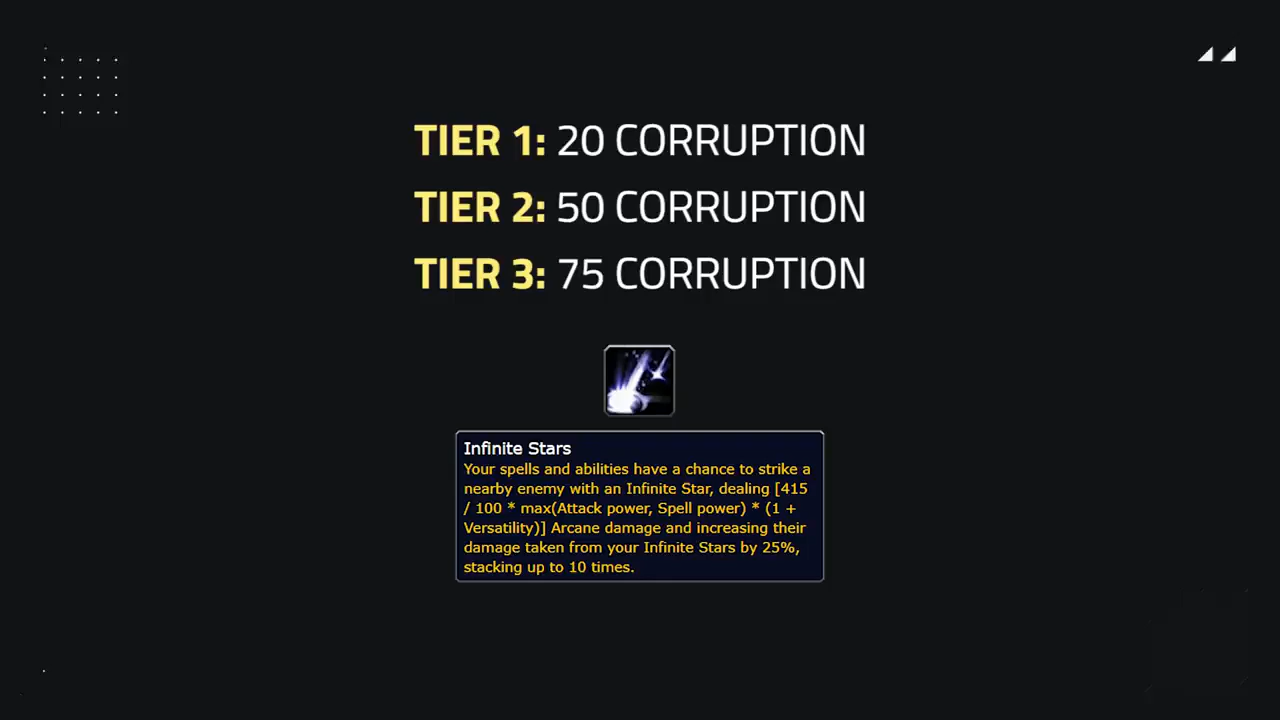 TIER 1: 20 CORRUPTION
TIER 2: 50 CORRUPTION
TIER 3: 75 CORRUPTION
Infinite Stars
Your spells and abilities have a chance to strike a
nearby enemy with an Infinite Star, dealing [415
/ 100 * max(Attack power, Spell power) * (1 +
Versatility)] Arcane damage and increasing their
damage taken from your Infinite Stars by 25%,
stacking up to 10 times.